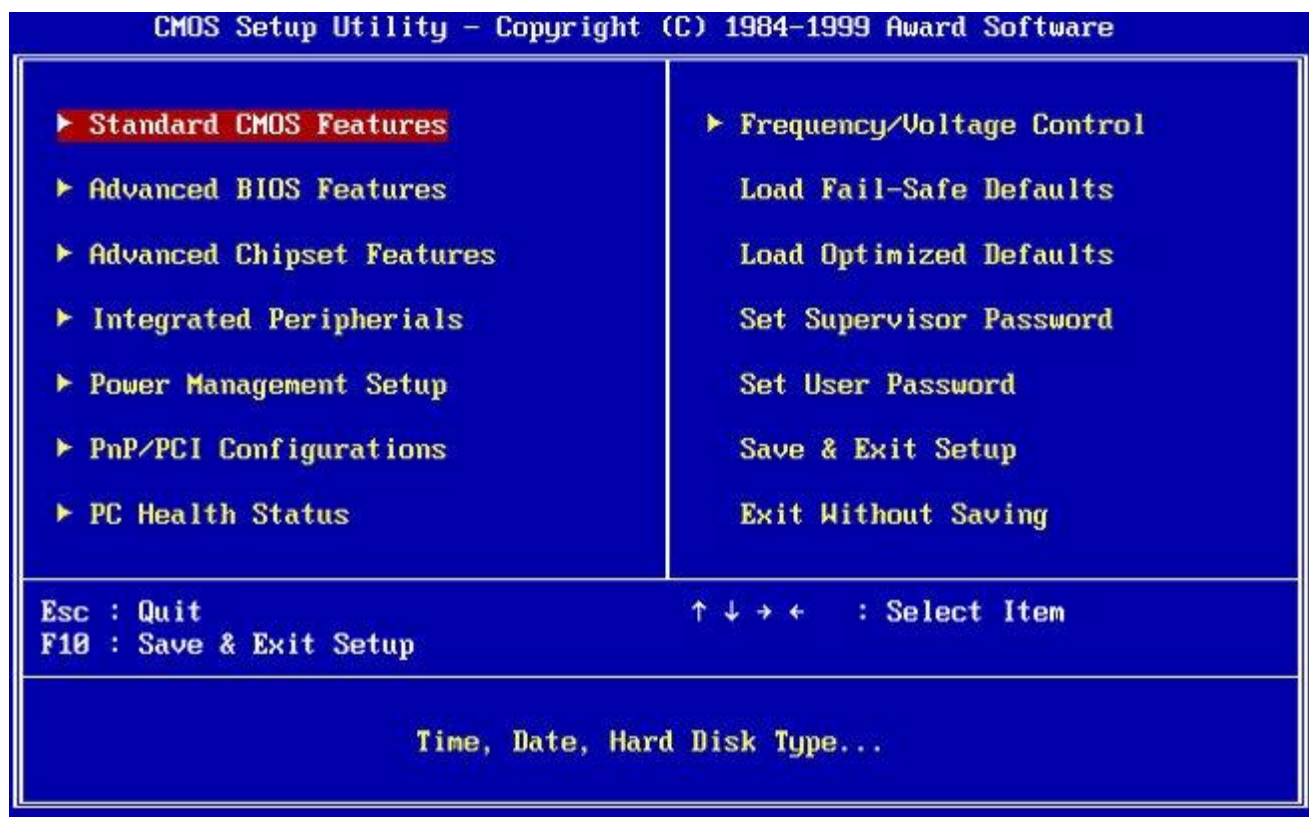 CMOS Setup Utility – Copyright (C) 1984–1999 Award Software
▶ Standard CMOS Features
▶ Advanced BIOS Features
▶ Advanced Chipset Features
▶ Integrated Peripherials
▶ Power Management Setup
▶ PnP/PCI Configurations
▶ PC Health Status
▶ Frequency/Voltage Control
Load Fail-Safe Defaults
Load Optimized Defaults
Set Supervisor Password
Set User Password
Save & Exit Setup
Exit Without Saving
Esc : Quit
F10 : Save & Exit Setup
↑ ↓ → ← : Select Item
Time, Date, Hard Disk Type...